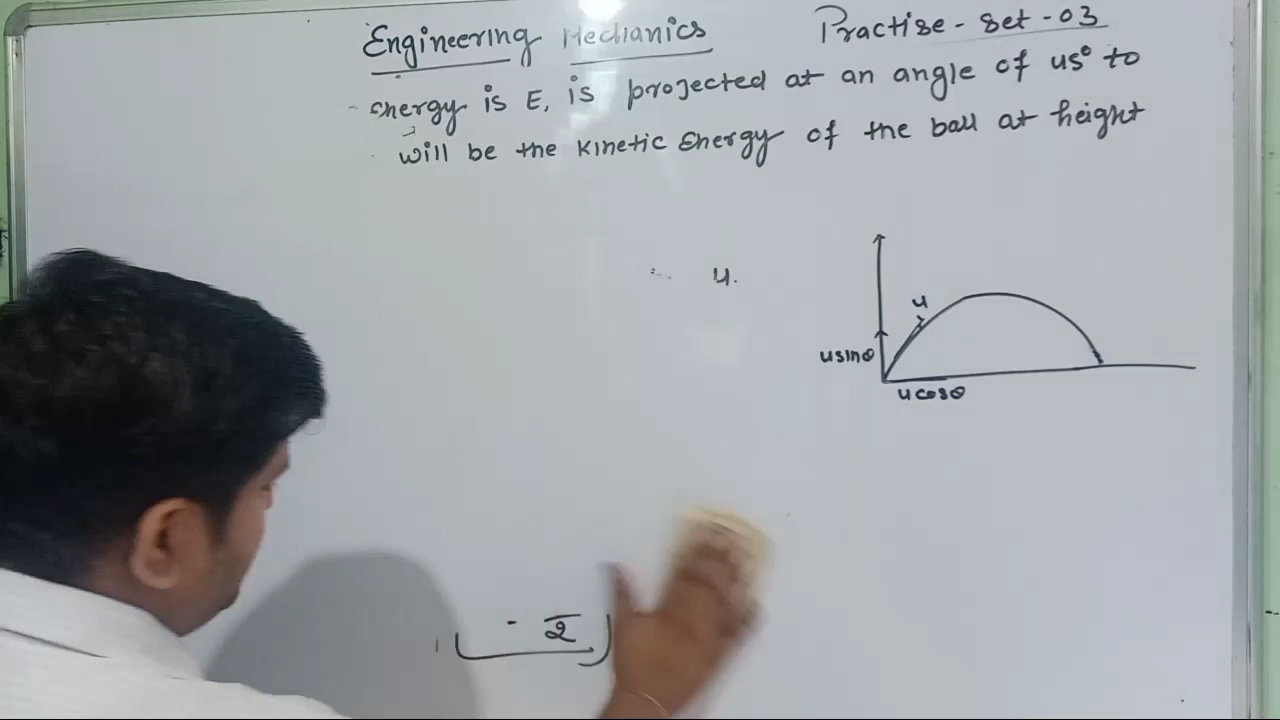 Engineering Mechanics Practise - Set - 03
energy is E, is projected at an angle of 45° to
will be the Kinetic Energy of the ball at height
u.
u
usinθ
ucosθ
- 2